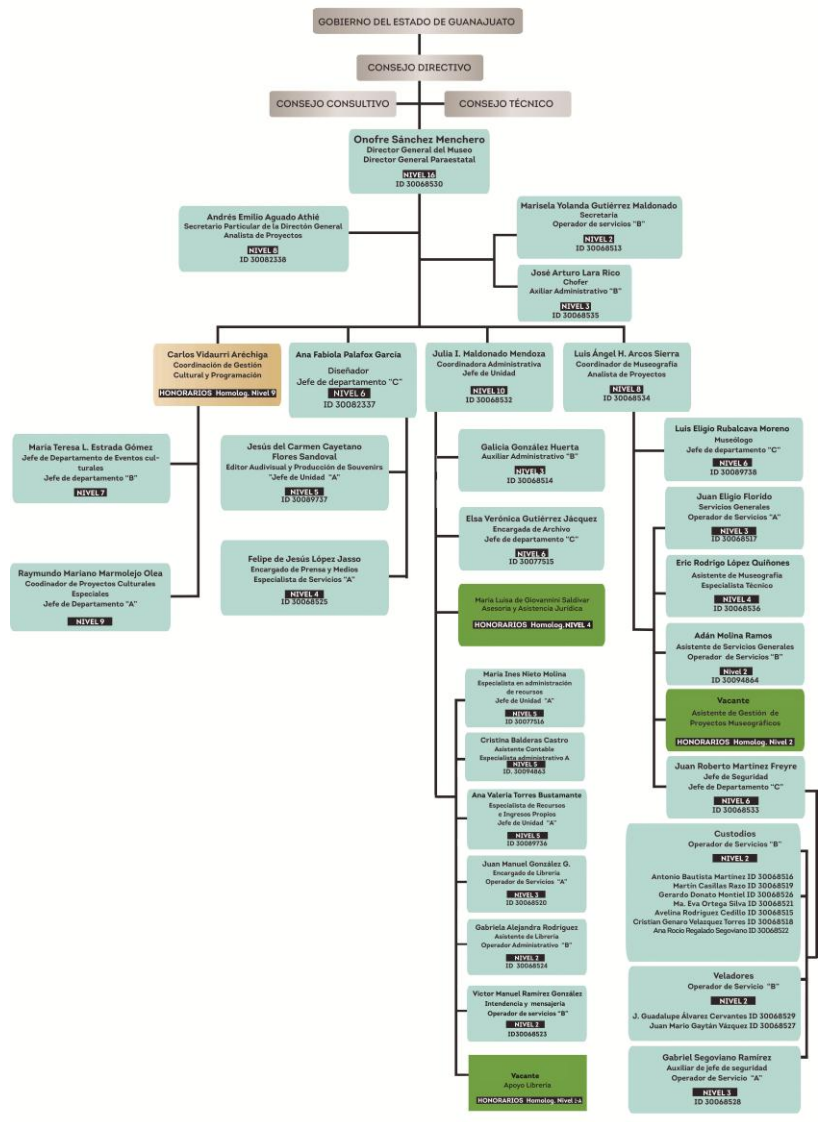 GOBIERNO DEL ESTADO DE GUANAJUATO
CONSEJO DIRECTIVO
CONSEJO CONSULTIVO
CONSEJO TÉCNICO
Onofre Sánchez Menchero
Director General del Museo
Director General Paraestatal
NIVEL 16
ID 30068530
Andrés Emilio Aguado Athié
Secretario Particular de la Directón General
Analista de Proyectos
NIVEL 8
ID 30082338
Marisela Yolanda Gutiérrez Maldonado
Secretaria
Operador de servicios "B"
NIVEL 2
ID 30068513
José Arturo Lara Rico
Chofer
Axiliar Administrativo "B"
NIVEL 3
ID 30068535
Carlos Vidaurri Aréchiga
Coordinación de Gestión
Cultural y Programación
HONORARIOS Homolog. Nivel 9
Ana Fabiola Palafox García
Diseñador
Jefe de departamento "C"
NIVEL 6
ID 30082337
Julia I. Maldonado Mendoza
Coordinadora Administrativa
Jefe de Unidad
NIVEL 10
ID 30068532
Luis Ángel H. Arcos Sierra
Coordinador de Museografía
Analista de Proyectos
NIVEL 8
ID 30068534
María Teresa L. Estrada Gómez
Jefe de Departamento de Eventos cul-
turales
Jefe de departamento "B"
NIVEL 7
Raymundo Mariano Marmolejo Olea
Coodinador de Proyectos Culturales
Especiales
Jefe de Departamento "A"
NIVEL 9
Jesús del Carmen Cayetano
Flores Sandoval
Editor Audivisual y Producción de Souvenirs
"Jefe de Unidad "A"
NIVEL 5
ID 30089737
Felipe de Jesús López Jasso
Encargado de Prensa y Medios
Especialista de Servicios "A"
NIVEL 4
ID 30068525
Galicia González Huerta
Auxiliar Administrativo "B"
NIVEL 3
ID 30068514
Elsa Verónica Gutiérrez Jácquez
Encargada de Archivo
Jefe de departamento "C"
NIVEL 6
ID 30077515
María Luisa de Giovannini Saldívar
Asesoría y Asistencia Jurídica
HONORARIOS Homolog. NIVEL 4
María Ines Nieto Molina
Especialista en administración
de recursos
Jefe de Unidad "A"
NIVEL 5
ID 30077516
Cristina Balderas Castro
Asistente Contable
Especialista administrativo A
NIVEL 5
ID. 30094863
Ana Valeria Torres Bustamante
Especialista de Recursos
e Ingresos Propios
Jefe de Unidad "A"
NIVEL 5
ID 30089736
Juan Manuel González G.
Encargado de Librería
Operador de Servicios "A"
NIVEL 3
ID 30068520
Gabriela Alejandra Rodríguez
Asistente de Librería
Operador Administrativo "B"
NIVEL 2
ID 30068524
Victor Manuel Ramírez González
Intendencia y mensajería
Operador de servicios "B"
NIVEL 2
ID30068523
Vacante
Apoyo Librería
HONORARIOS Homolog. Nivel
Luis Eligio Rubalcava Moreno
Museólogo
Jefe de departamento "C"
NIVEL 6
ID 30089738
Juan Eligio Florido
Servicios Generales
Operador de Servicios "A"
NIVEL 3
ID 30068517
Eric Rodrigo López Quiñones
Asistente de Museografía
Especialista Técnico
NIVEL 4
ID 30068536
Adán Molina Ramos
Asistente de Servicios Generales
Operador de Servicios "B"
Nivel 2
ID 30094864
Vacante
Asistente de Gestión de
Proyectos Museográficos
HONORARIOS Homolog. Nivel 2
Juan Roberto Martínez Freyre
Jefe de Seguridad
Jefe de Departamento "C"
NIVEL 6
ID 30068533
Custodios
Operador de Servicios "B"
NIVEL 2
Antonio Bautista Martínez ID 30068516
Martín Casillas Razo ID 30068519
Gerardo Donato Montiel ID 30068526
Ma. Eva Ortega Silva ID 30068521
Avelina Rodríguez Cedillo ID 30068515
Cristian Genaro Velasquez Torres ID 30068518
Ana Rocio Regalado Segoviano ID 30068522
Veladores
Operador de Servicio "B"
NIVEL 2
J. Guadalupe Álvarez Cervantes ID 30068529
Juan Mario Gaytán Vázquez ID 30068527
Gabriel Segoviano Ramírez
Auxiliar de jefe de seguridad
Operador de Servicio "A"
NIVEL 3
ID 30068528